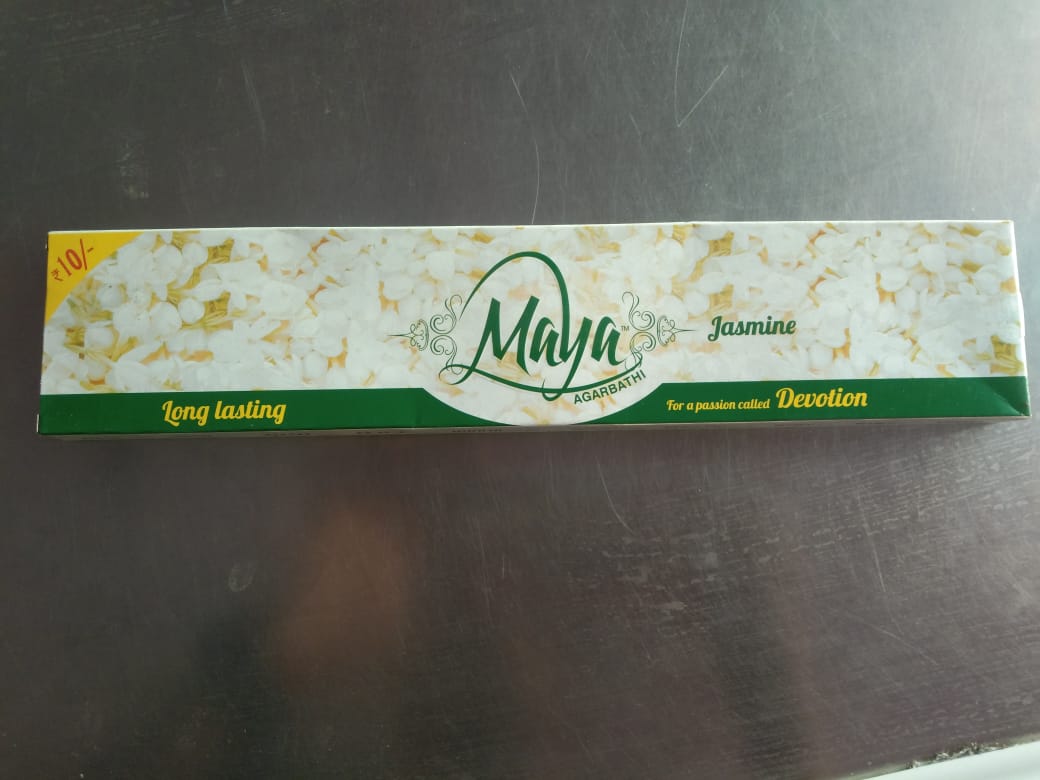 ₹10/-
Maya™
AGARBATHI
Jasmine
Long lasting
For a passion called Devotion